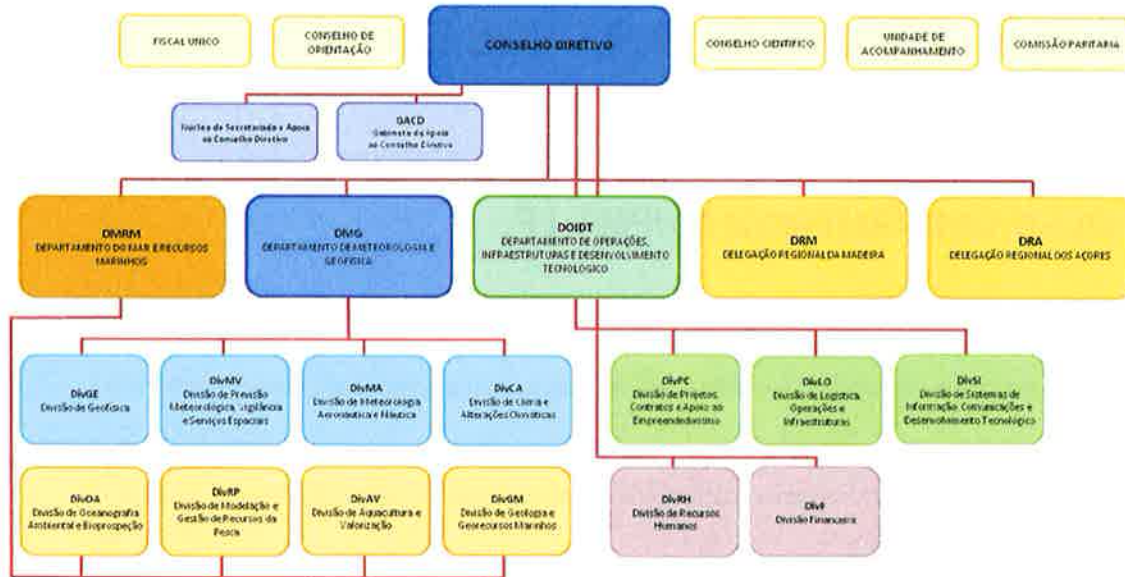 FISCAL UNICO
CONSELHO DE
ORIENTAÇÃO
CONSELHO DIRETIVO
CONSELHO CIENTIFICO
UNIDADE DE
ACOMPANHAMENTO
COMISSÃO PARITARIA
Núcleo de Secretariado e Apoio
ao Conselho Diretivo
GACD
Gabinete de Apoio
ao Conselho Diretivo
DMRM
DEPARTAMENTO DO MAR E RECURSOS
MARINHOS
DMG
DEPARTAMENTO DE METEOROLOGIA E
GEOFISICA
DOIDT
DEPARTAMENTO DE OPERAÇÕES,
INFRAESTRUTURAS E DESENVOLVIMENTO
TECNOLÓGICO
DRM
DELEGAÇÃO REGIONAL DA MADEIRA
DRA
DELEGAÇÃO REGIONAL DOS AÇORES
DivGE
Divisão de Geofísica
DivMV
Divisão de Previsão
Meteorológica, Vigilância
e Serviços Espaciais
DivMA
Divisão de Meteorologia
Aeronáutica e Náutica
DivCA
Divisão de Clima e
Alterações Climáticas
DivPC
Divisão de Projetos,
Contratos e Apoio ao
Empreendedorismo
DivLO
Divisão de Logística,
Operações e
Infraestruturas
DivSI
Divisão de Sistemas de
Informação, Comunicações e
Desenvolvimento Tecnológico
DivOA
Divisão de Oceanografia
Ambiental e Bioprospeção
DivRP
Divisão de Modelação e
Gestão de Recursos da
Pesca
DivAV
Divisão de Aquacultura e
Valorização
DivGM
Divisão de Geologia e
Georecursos Marinhos
DivRH
Divisão de Recursos
Humanos
DivF
Divisão Financeira